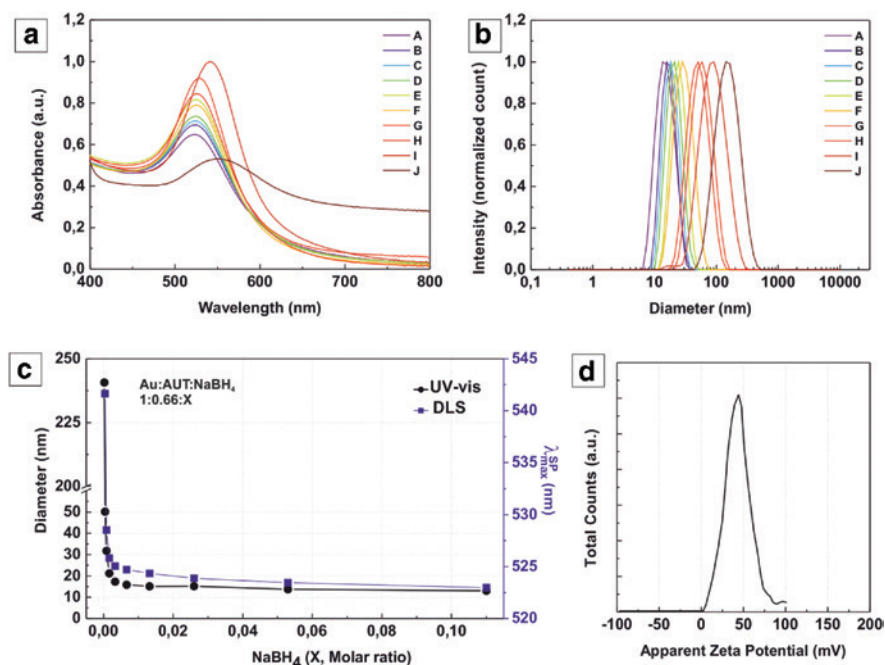 a
1,2
1,0
0,8
0,6
0,4
0,2
0,0
400 500 600 700 800
Absorbance (a.u.)
Wavelength (nm)
A
B
C
D
E
F
G
H
I
J
b
1,2
1,0
0,8
0,6
0,4
0,2
0,0
0,1 1 10 100 1000 10000
Intensity (normalized count)
Diameter (nm)
A
B
C
D
E
F
G
H
I
J
c
250
225
200
50
40
30
20
10
0
Diameter (nm)
Au:AUT:NaBH4
1:0.66:X
UV-vis
DLS
545
540
535
530
525
520
λSPmax (nm)
0,00 0,02 0,04 0,06 0,08 0,10
NaBH4 (X, Molar ratio)
d
Total Counts (a.u.)
-100 -50 0 50 100 150 200
Apparent Zeta Potential (mV)